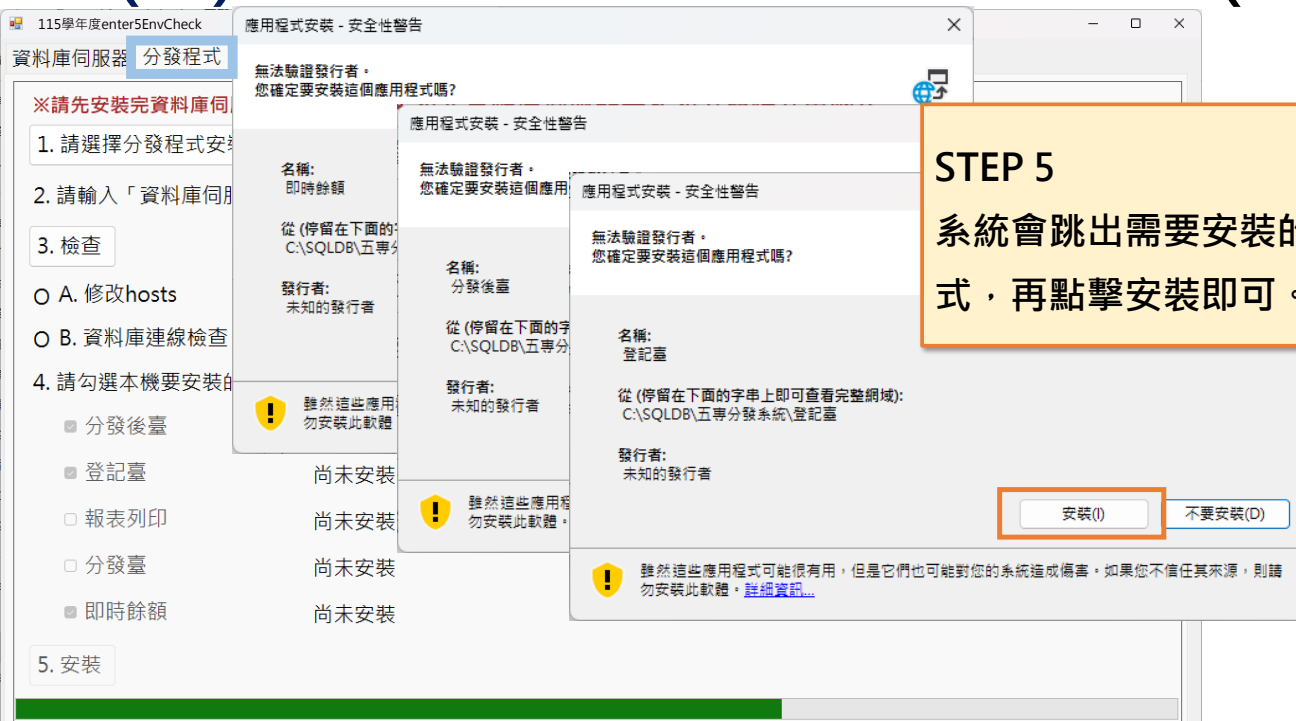 115學年度enter5EnvCheck
資料庫伺服器
分發程式
※請先安裝完資料庫伺
1. 請選擇分發程式安
2. 請輸入「資料庫伺
3. 檢查
A. 修改hosts
B. 資料庫連線檢查
4. 請勾選本機要安裝
分發後臺
登記臺
尚未安裝
報表列印
尚未安裝
分發臺
尚未安裝
即時餘額
尚未安裝
5. 安裝
應用程式安裝 - 安全性警告
無法驗證發行者。
您確定要安裝這個應用程式嗎?
名稱:
即時餘額
從 (停留在下面的
C:\SQLDB\五專
發行者:
未知的發行者
雖然這些應用
勿安裝此軟體
應用程式安裝 - 安全性警告
無法驗證發行者。
您確定要安裝這個應用
名稱:
分發後臺
從 (停留在下面的字
C:\SQLDB\五專分
發行者:
未知的發行者
雖然這些應用程
勿安裝此軟體。
應用程式安裝 - 安全性警告
無法驗證發行者。
您確定要安裝這個應用程式嗎?
名稱:
登記臺
從 (停留在下面的字串上即可查看完整網域):
C:\SQLDB\五專分發系統\登記臺
發行者:
未知的發行者
安裝(I)
不要安裝(D)
雖然這些應用程式可能很有用，但是它們也可能對您的系統造成傷害。如果您不信任其來源，則請
勿安裝此軟體。詳細資訊...
STEP 5
系統會跳出需要安裝的
式，再點擊安裝即可。